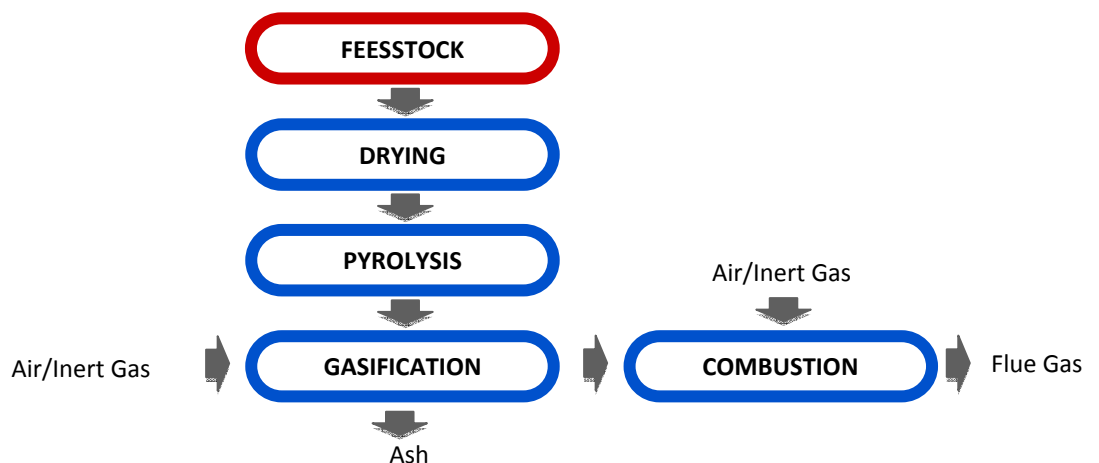 FEESSTOCK
DRYING
PYROLYSIS
Air/Inert Gas
Air/Inert Gas
GASIFICATION
COMBUSTION
Flue Gas
Ash